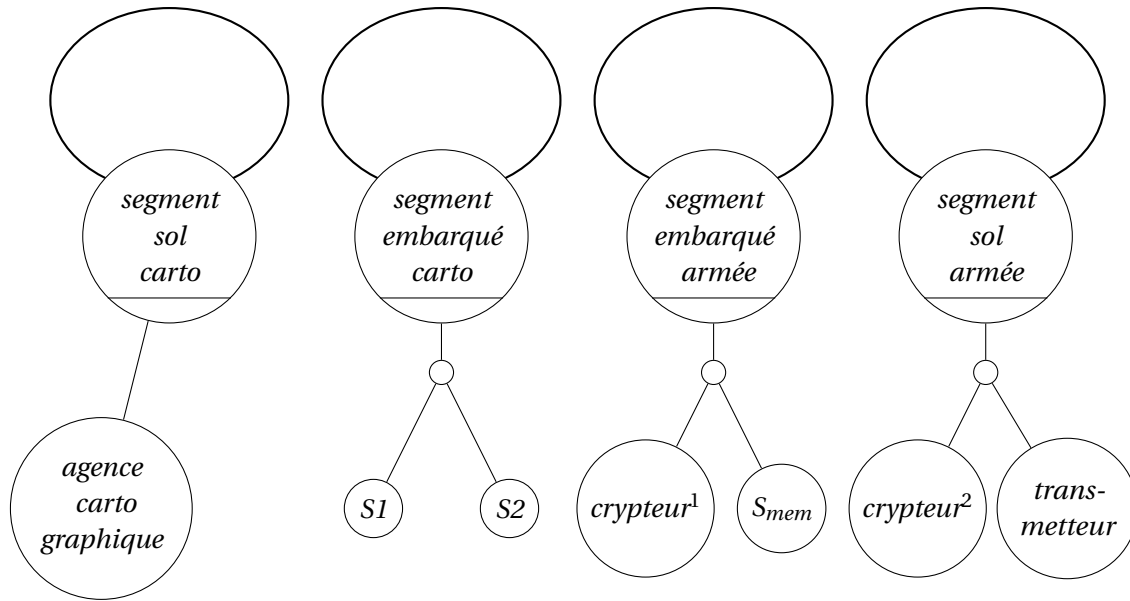 segment
sol
carto
segment
embarqué
carto
segment
embarqué
armée
segment
sol
armée
agence
carto
graphique
S1
S2
crypteur¹
Smem
crypteur²
trans-
metteur